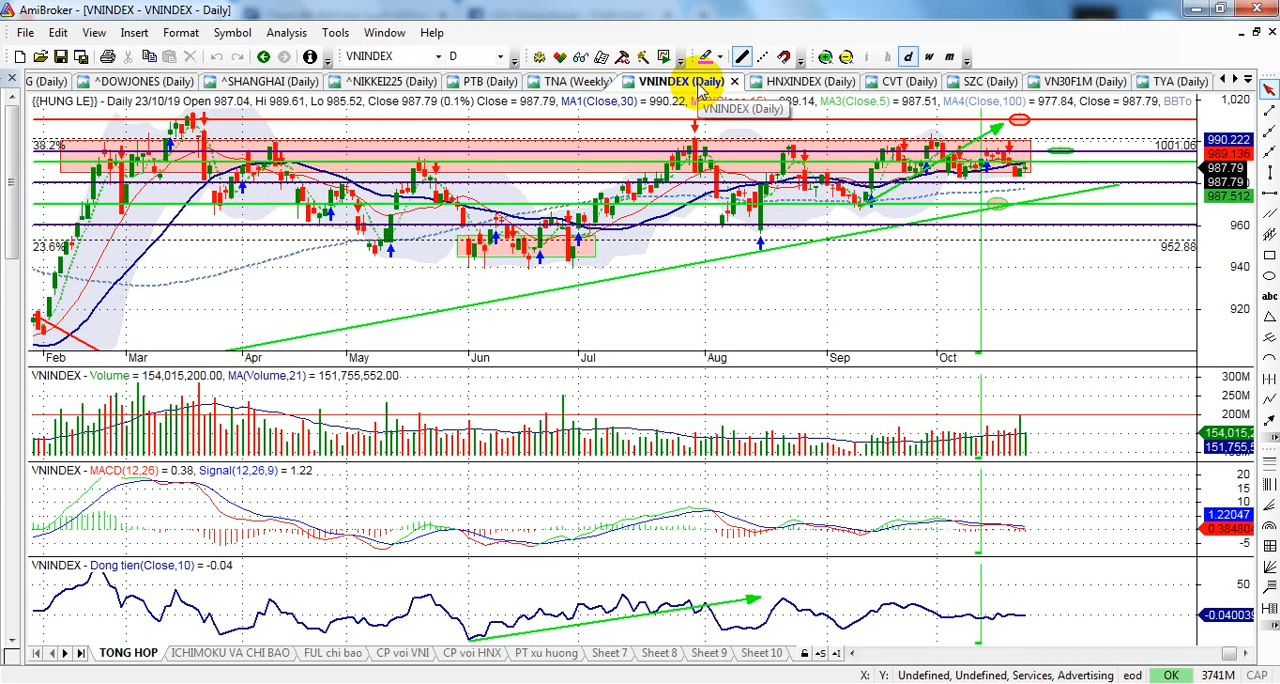 AmiBroker - [VNINDEX - VNINDEX - Daily]
File Edit View Insert Format Symbol Analysis Tools Window Help
VNINDEX D i h d w m
G (Daily) ^DOWJONES (Daily) ^SHANGHAI (Daily) ^NIKKEI225 (Daily) PTB (Daily) TNA (Weekly) VNINDEX (Daily) HNXINDEX (Daily) CVT (Daily) SZC (Daily) VN30F1M (Daily) TYA (Daily)
{{HUNG LE}} - Daily 23/10/19 Open 987.04, Hi 989.61, Lo 985.52, Close 987.79 (0.1%) Close = 987.79, MA1(Close,30) = 990.22, 89.14, MA3(Close,5) = 987.51, MA4(Close,100) = 977.84, Close = 987.79, BBTo
VNINDEX (Daily)
1,020
38.2%
1001.06
990.222
989.136
987.79
987.79
987.512
960
23.6%
952.88
940
920
abc
Feb Mar Apr May Jun Jul Aug Sep Oct
VNINDEX - Volume = 154,015,200.00, MA(Volume,21) = 151,755,552.00
300M
200M
154,015,2
151,755,5
VNINDEX - MACD(12,26) = 0.38, Signal(12,26,9) = 1.22
20
15
10
1.22047
0.38480
-5
VNINDEX - Dong tien(Close,10) = -0.04
50
-0.040039
TONG HOP ICHIMOKU VA CHI BAO FUL chi bao CP voi VNI CP voi HNX PT xu huong Sheet 7 Sheet 8 Sheet 9 Sheet 10
X: Y: Undefined, Undefined, Services, Advertising eod OK 3741M CAP